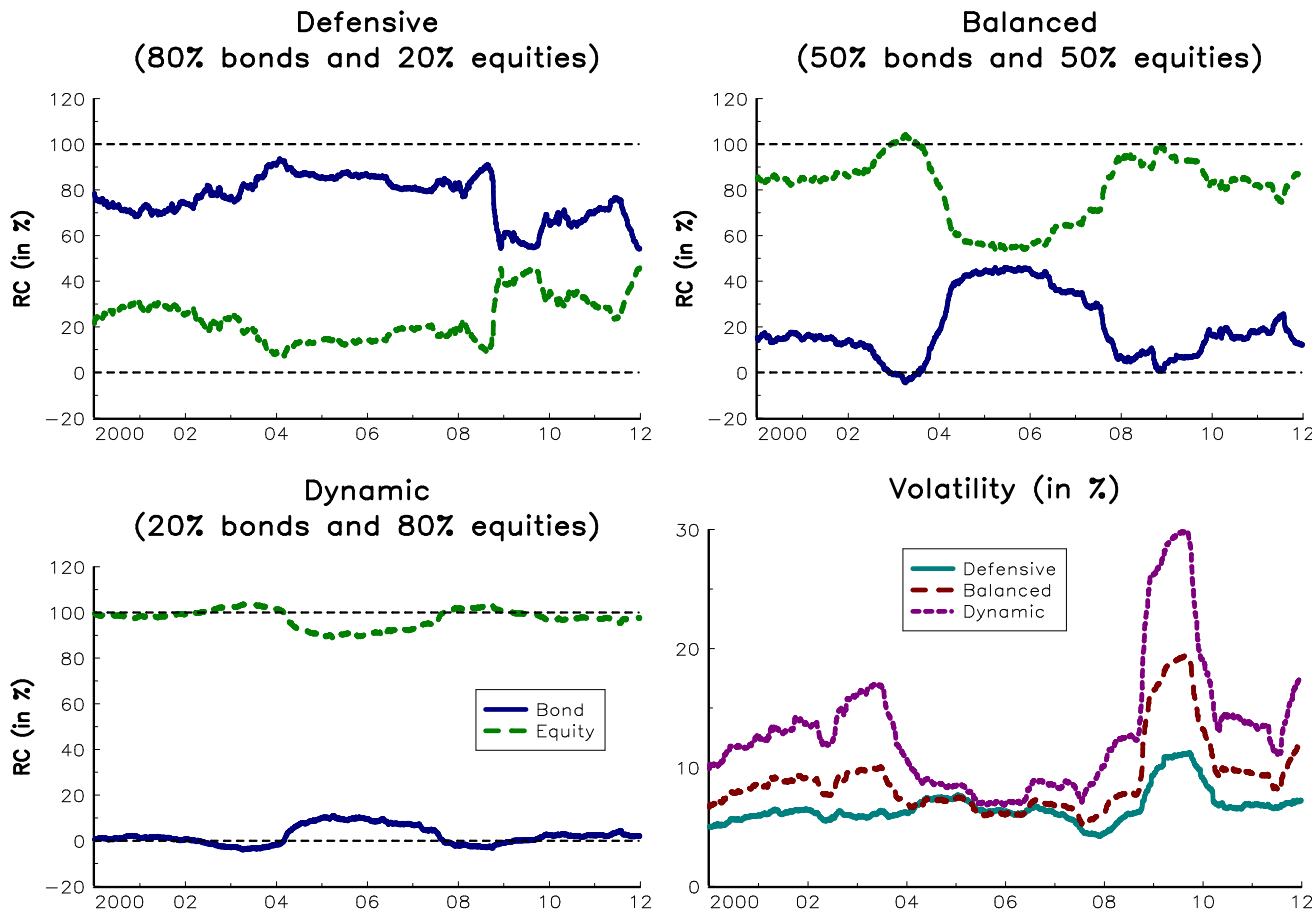 Defensive
(80% bonds and 20% equities)
120
100
80
60
40
20
0
−20
RC (in %)
2000 02 04 06 08 10 12
Balanced
(50% bonds and 50% equities)
120
100
80
60
40
20
0
−20
RC (in %)
2000 02 04 06 08 10 12
Dynamic
(20% bonds and 80% equities)
120
100
80
60
40
20
0
−20
RC (in %)
Bond
Equity
2000 02 04 06 08 10 12
Volatility (in %)
30
20
10
0
Defensive
Balanced
Dynamic
2000 02 04 06 08 10 12